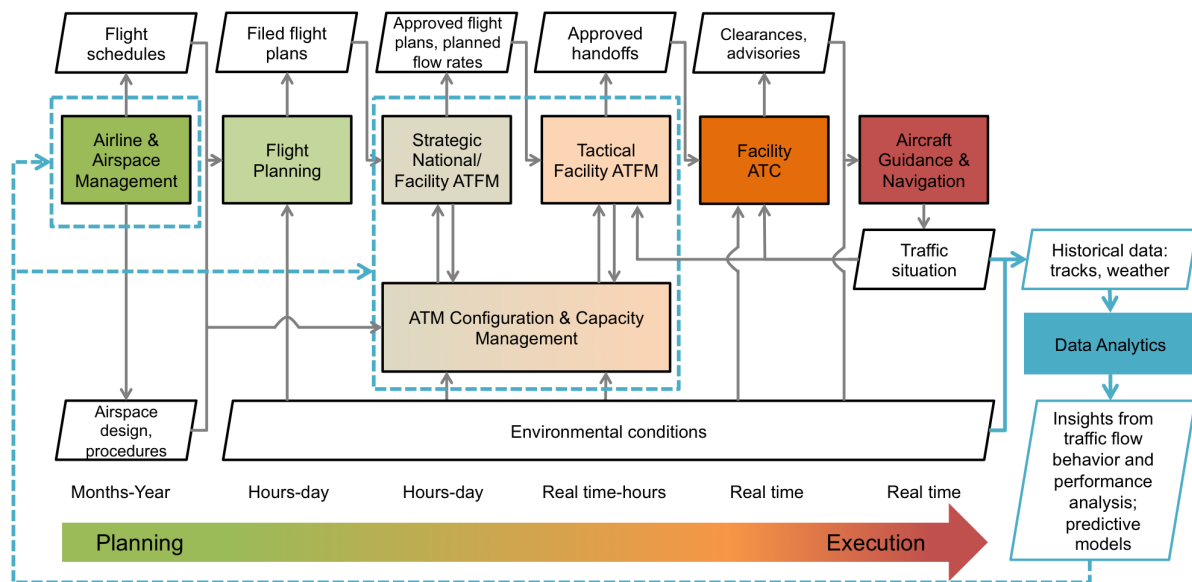 Flight
schedules
Filed flight
plans
Approved flight
plans, planned
flow rates
Approved
handoffs
Clearances,
advisories
Airline &
Airspace
Management
Flight
Planning
Strategic
National/
Facility ATFM
Tactical
Facility ATFM
Facility
ATC
Aircraft
Guidance &
Navigation
Traffic
situation
Historical data:
tracks, weather
ATM Configuration & Capacity
Management
Data Analytics
Airspace
design,
procedures
Environmental conditions
Insights from
traffic flow
behavior and
performance
analysis;
predictive
models
Months-Year
Hours-day
Hours-day
Real time-hours
Real time
Real time
Planning
Execution